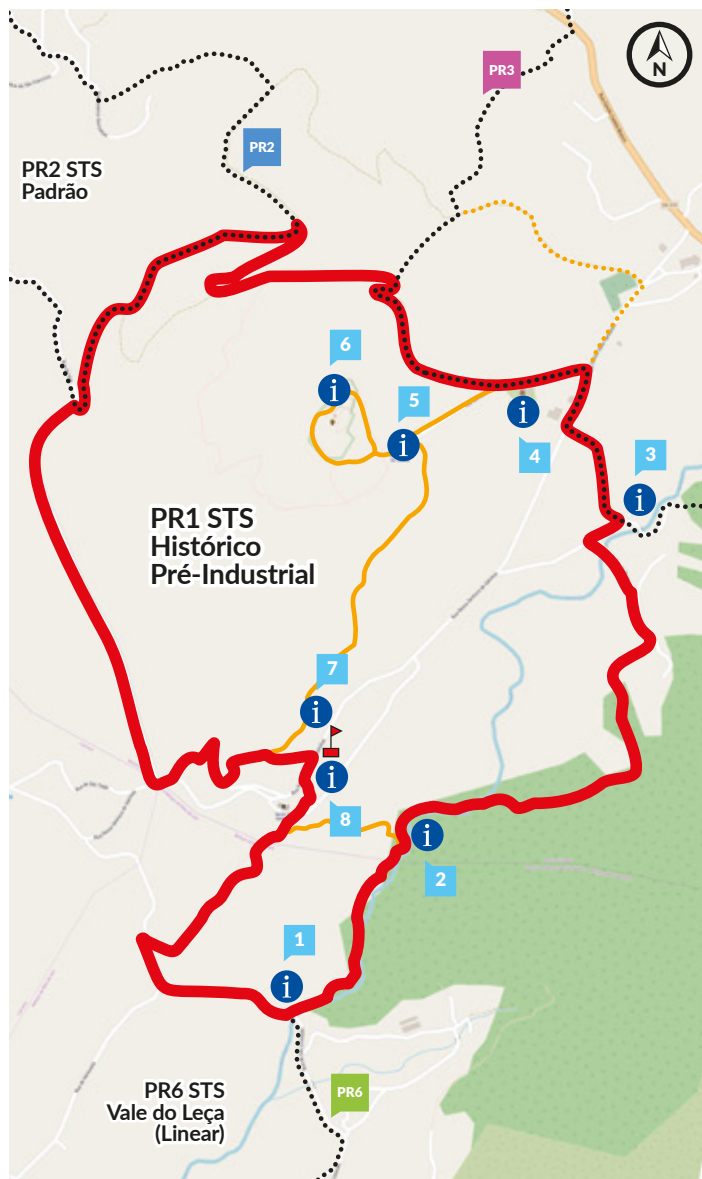 N
PR3
PR2
PR2 STS
Padrão
6
5
4
3
PR1 STS
Histórico
Pré-Industrial
7
8
2
1
PR6
PR6 STS
Vale do Leça
(Linear)
i
i
i
i
i
i
i
i